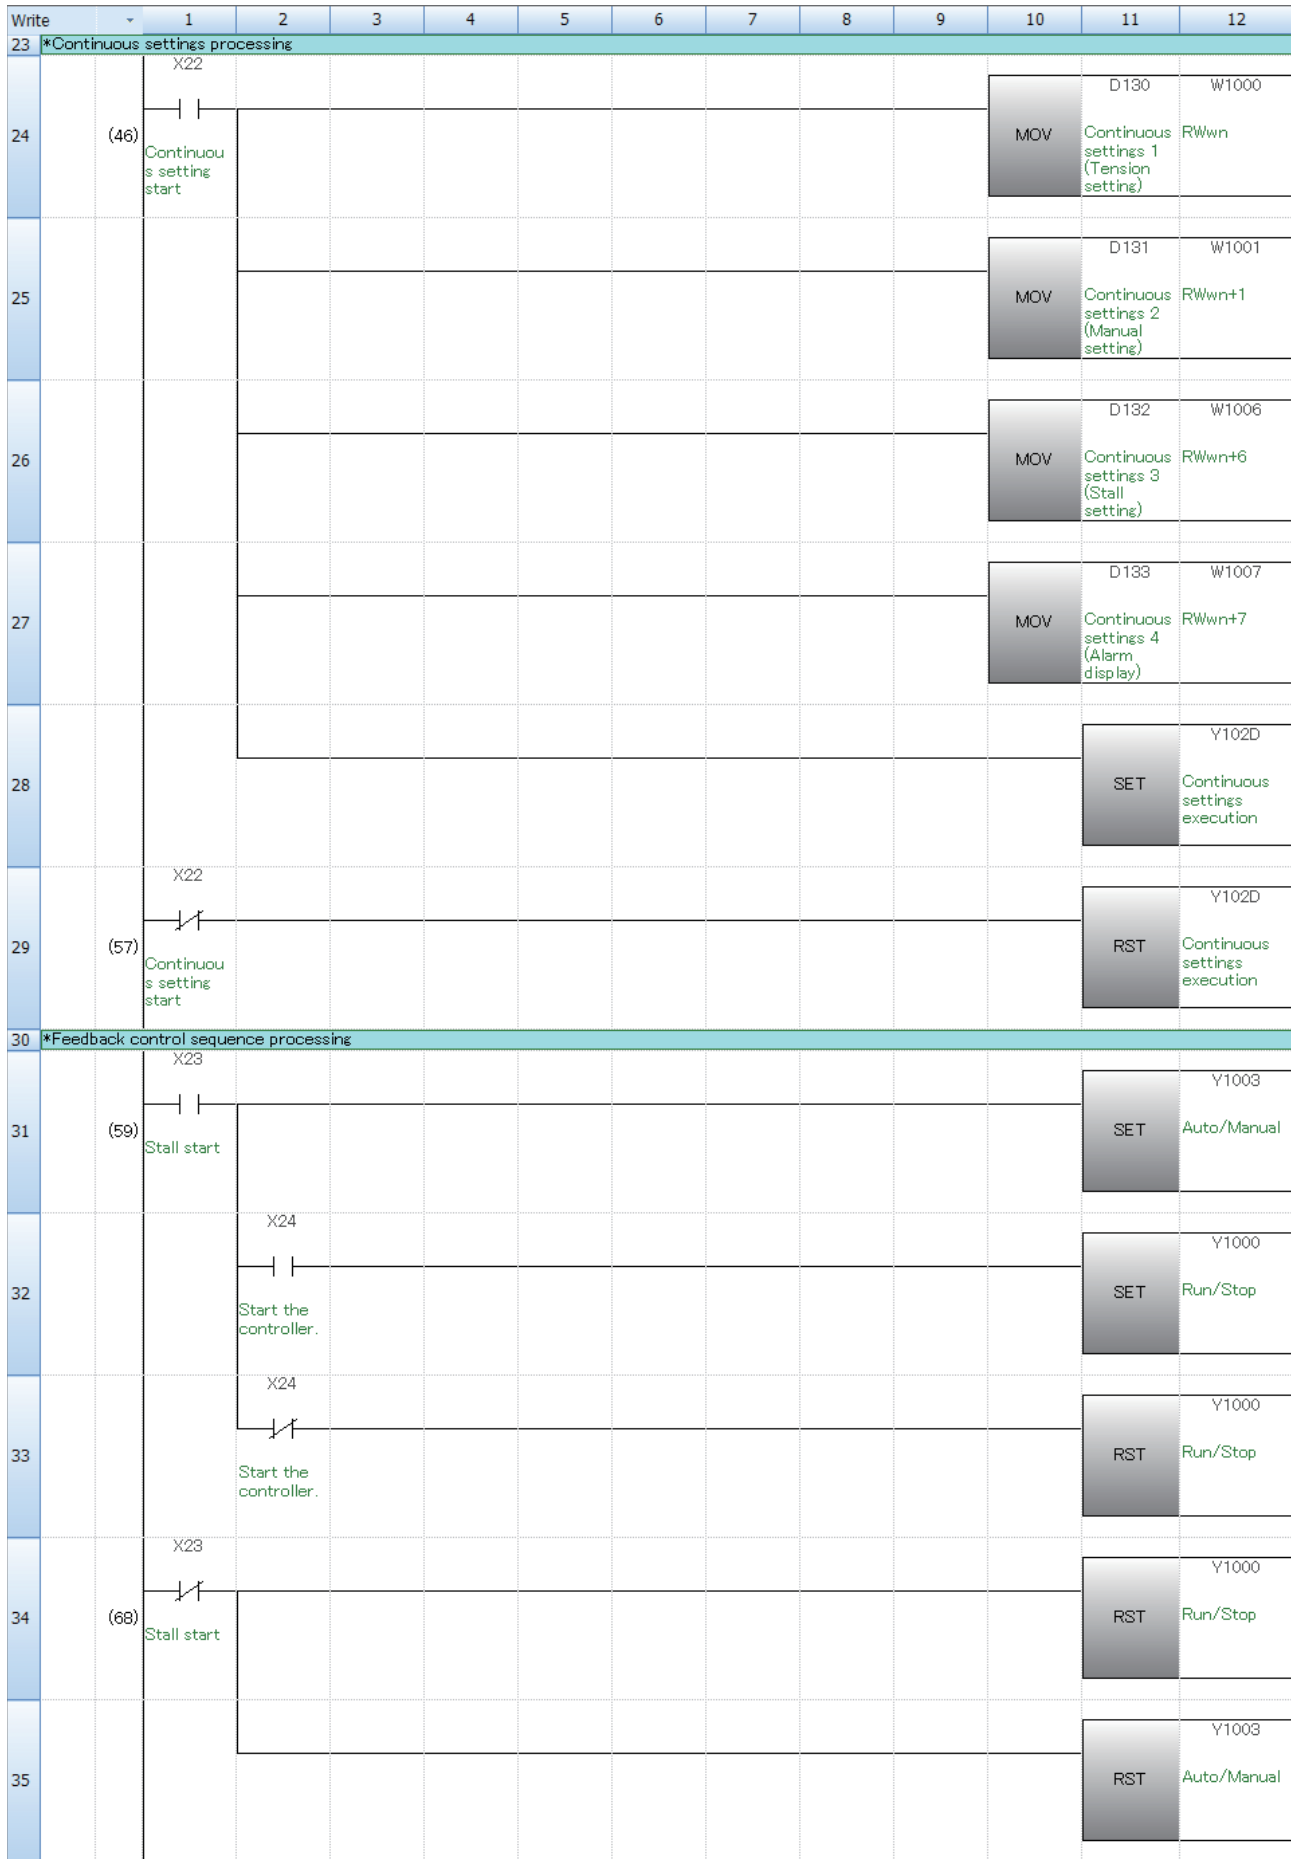 Write 1 2 3 4 5 6 7 8 9 10 11 12
23 *Continuous settings processing
X22
D130 W1000
24 (46) MOV
Continuou
s setting
start
Continuous
settings 1
(Tension
setting)
RWwn
D131 W1001
25 MOV
Continuous
settings 2
(Manual
setting)
RWwn+1
D132 W1006
26 MOV
Continuous
settings 3
(Stall
setting)
RWwn+6
D133 W1007
27 MOV
Continuous
settings 4
(Alarm
display)
RWwn+7
Y102D
28 SET
Continuous
settings
execution
X22
Y102D
29 (57) RST
Continuou
s setting
start
Continuous
settings
execution
30 *Feedback control sequence processing
X23
Y1003
31 (59) SET Auto/Manual
Stall start
X24
Y1000
32 SET Run/Stop
Start the
controller.
X24
Y1000
33 RST Run/Stop
Start the
controller.
X23
Y1000
34 (68) RST Run/Stop
Stall start
Y1003
35 RST Auto/Manual